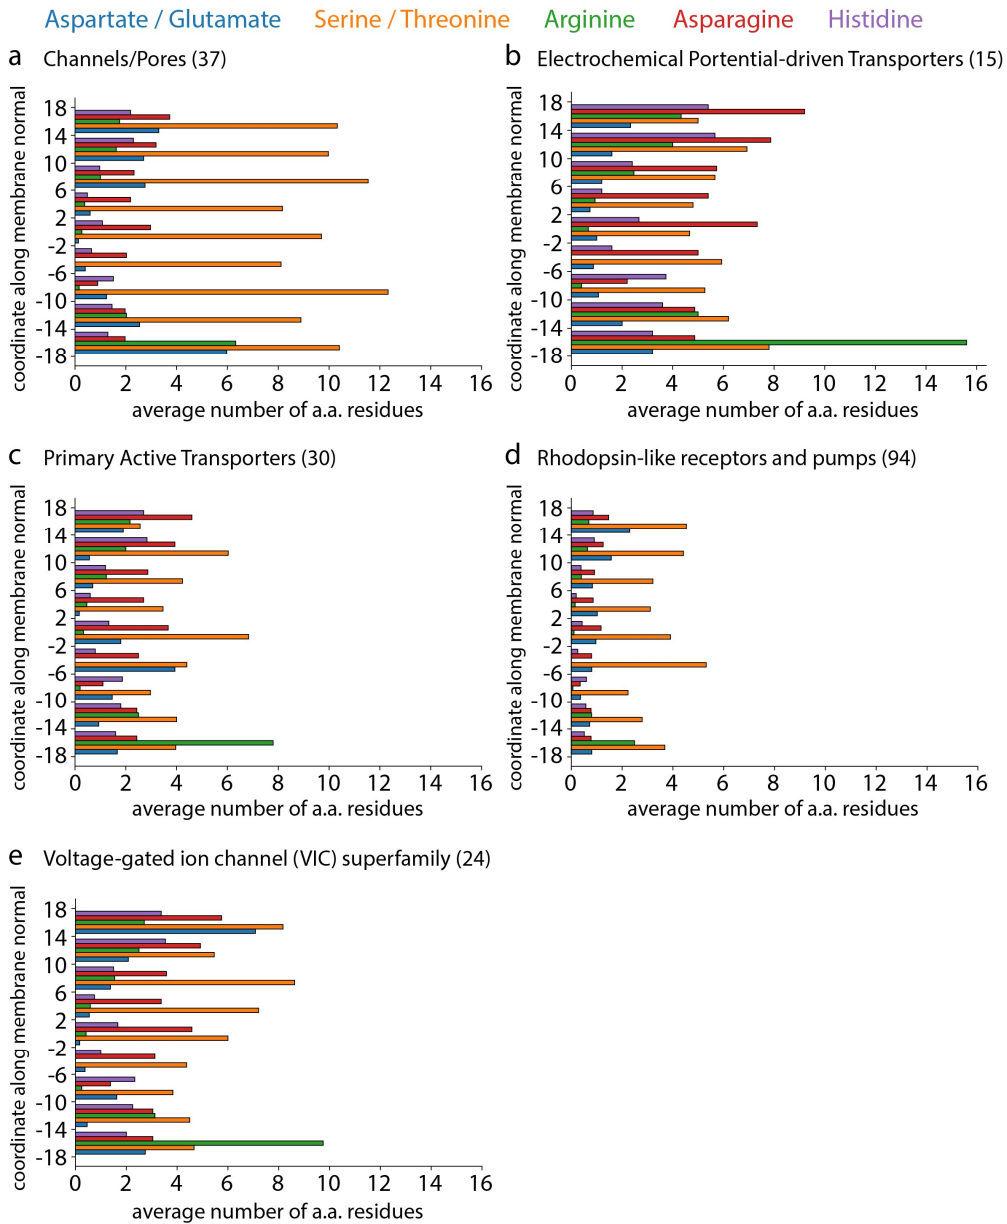 Aspartate / Glutamate Serine / Threonine Arginine Asparagine Histidine
a Channels/Pores (37)
coordinate along membrane normal
18
14
10
6
2
-2
-6
-10
-14
-18
0 2 4 6 8 10 12 14 16
average number of a.a. residues
b Electrochemical Potential-driven Transporters (15)
coordinate along membrane normal
18
14
10
6
2
-2
-6
-10
-14
-18
0 2 4 6 8 10 12 14 16
average number of a.a. residues
c Primary Active Transporters (30)
coordinate along membrane normal
18
14
10
6
2
-2
-6
-10
-14
-18
0 2 4 6 8 10 12 14 16
average number of a.a. residues
d Rhodopsin-like receptors and pumps (94)
coordinate along membrane normal
18
14
10
6
2
-2
-6
-10
-14
-18
0 2 4 6 8 10 12 14 16
average number of a.a. residues
e Voltage-gated ion channel (VIC) superfamily (24)
coordinate along membrane normal
18
14
10
6
2
-2
-6
-10
-14
-18
0 2 4 6 8 10 12 14 16
average number of a.a. residues